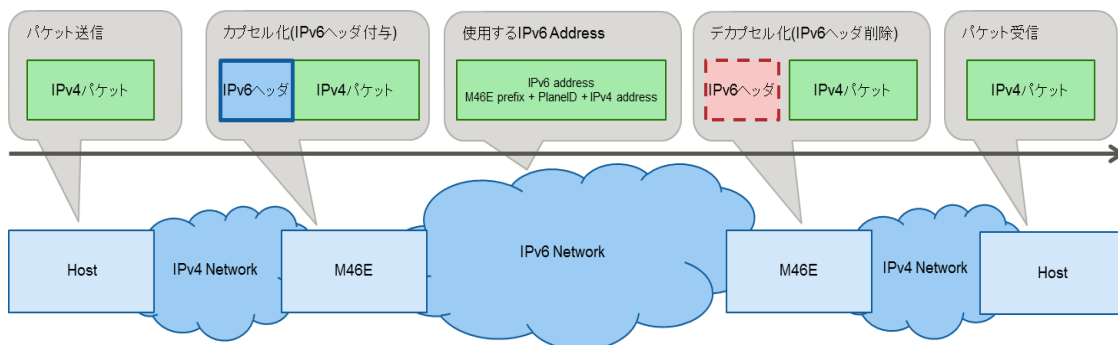 パケット送信
IPv4パケット
カプセル化(IPv6ヘッダ付与)
IPv6ヘッダ
IPv4パケット
使用するIPv6 Address
IPv6 address
M46E prefix + PlaneID + IPv4 address
デカプセル化(IPv6ヘッダ削除)
IPv6ヘッダ
IPv4パケット
パケット受信
IPv4パケット
Host
IPv4 Network
M46E
IPv6 Network
M46E
IPv4 Network
Host